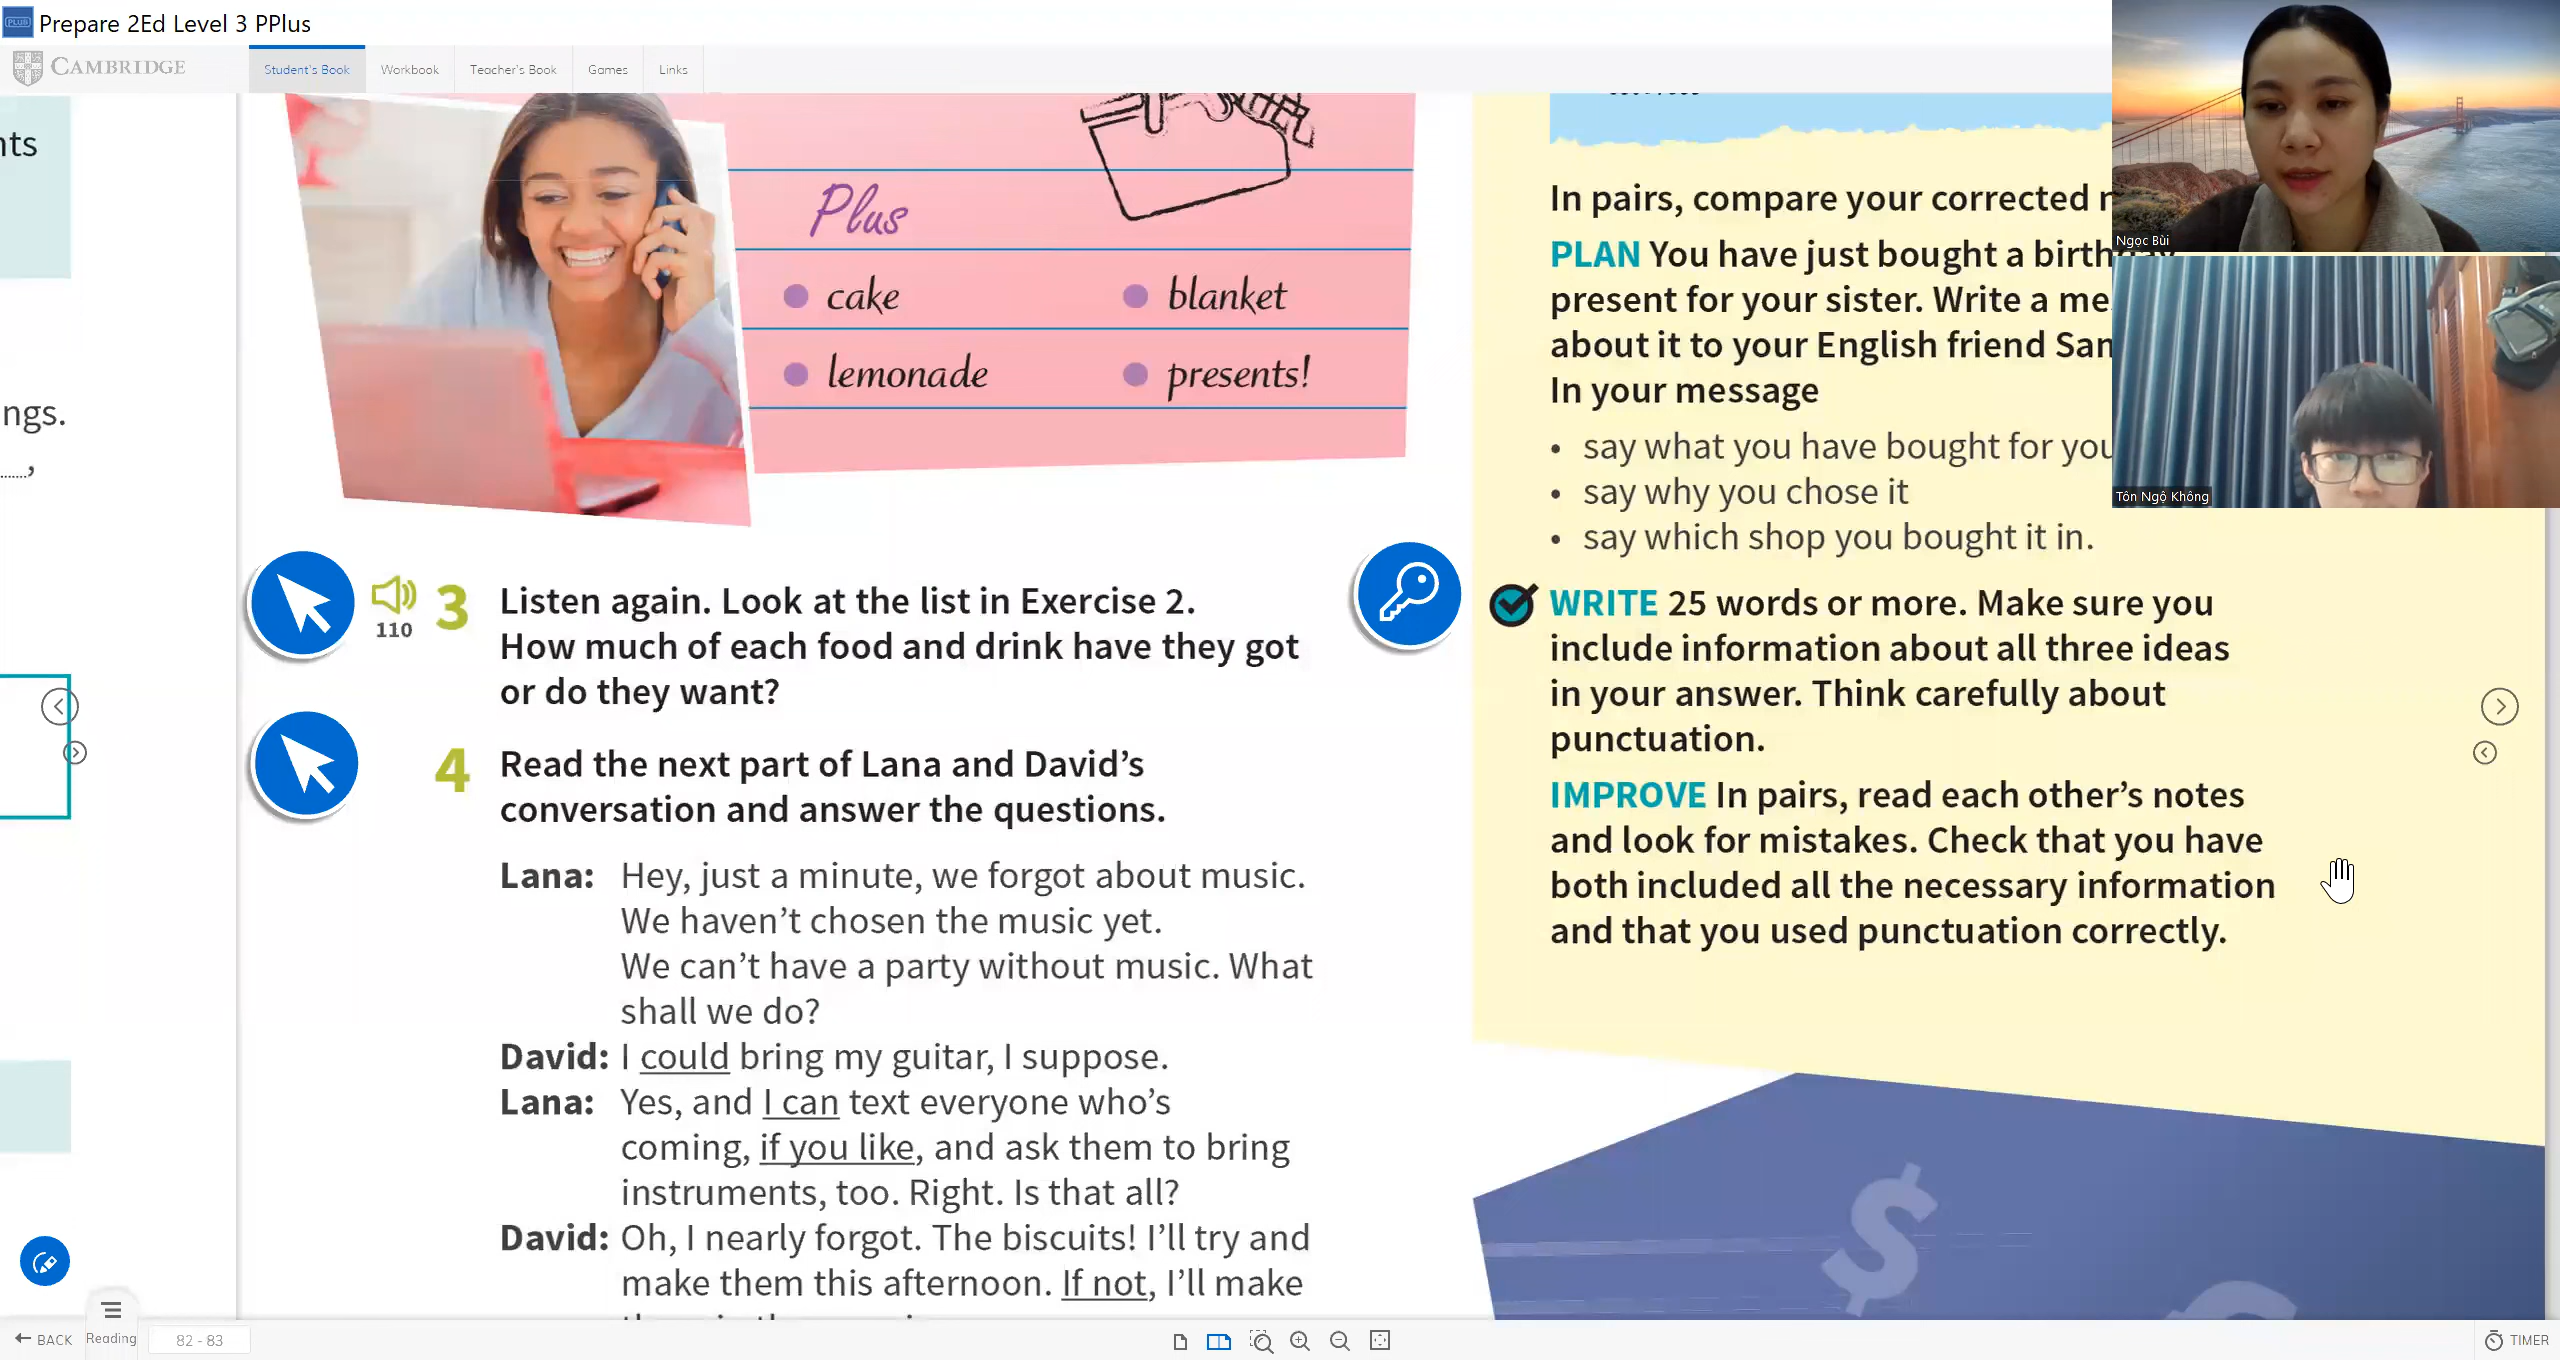 Prepare 2Ed Level 3 PPlus
CAMBRIDGE
Student's Book
Workbook
Teacher's Book
Games
Links
nts
ngs.
........,
Plus
cake
blanket
lemonade
presents!
110
3 Listen again. Look at the list in Exercise 2.
How much of each food and drink have they got
or do they want?
4 Read the next part of Lana and David's
conversation and answer the questions.
Lana: Hey, just a minute, we forgot about music.
We haven't chosen the music yet.
We can't have a party without music. What
shall we do?
David: I could bring my guitar, I suppose.
Lana: Yes, and I can text everyone who's
coming, if you like, and ask them to bring
instruments, too. Right. Is that all?
David: Oh, I nearly forgot. The biscuits! I'll try and
make them this afternoon. If not, I'll make
In pairs, compare your corrected
PLAN You have just bought a birthday
present for your sister. Write a me
about it to your English friend Sam
In your message
• say what you have bought for you
• say why you chose it
• say which shop you bought it in.
WRITE 25 words or more. Make sure you
include information about all three ideas
in your answer. Think carefully about
punctuation.
IMPROVE In pairs, read each other's notes
and look for mistakes. Check that you have
both included all the necessary information
and that you used punctuation correctly.
$
Ngọc Bùi
Tôn Ngộ Không
BACK
Reading
82 - 83
TIMER